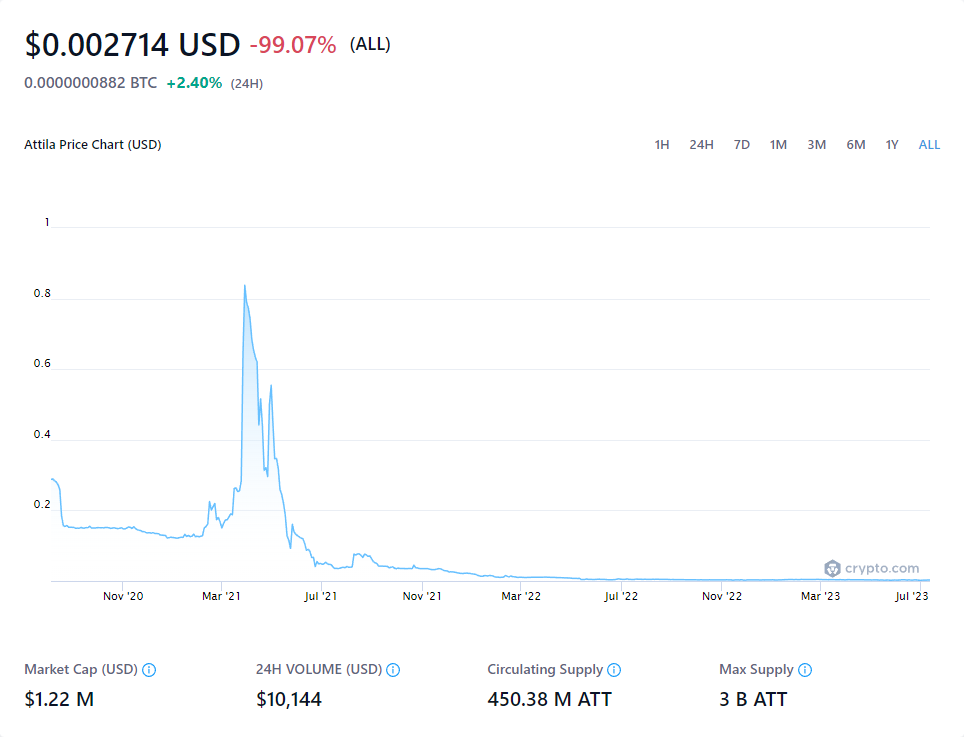 $0.002714 USD -99.07% (ALL)
0.0000000882 BTC +2.40% (24H)
Attila Price Chart (USD) 1H 24H 7D 1M 3M 6M 1Y ALL
1
0.8
0.6
0.4
0.2
crypto.com
Nov '20 Mar '21 Jul '21 Nov '21 Mar '22 Jul '22 Nov '22 Mar '23 Jul '23
Market Cap (USD) 24H VOLUME (USD) Circulating Supply Max Supply
$1.22 M $10,144 450.38 M ATT 3 B ATT